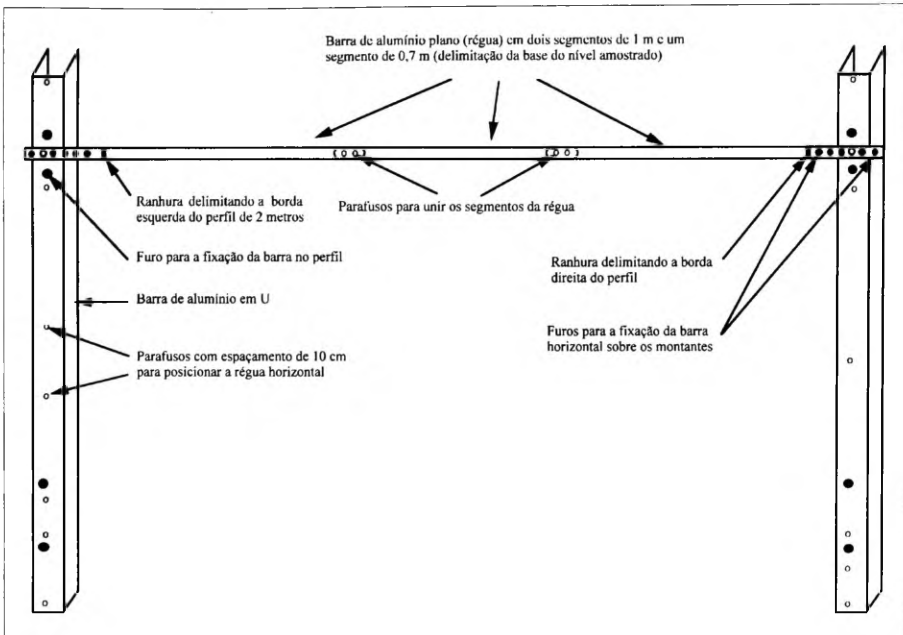 Barra de alumínio plano (régua) em dois segmentos de 1 m e um
segmento de 0,7 m (delimitação da base do nível amostrado)
Ranhura delimitando a borda
esquerda do perfil de 2 metros
Parafusos para unir os segmentos da régua
Furo para a fixação da barra no perfil
Ranhura delimitando a borda
direita do perfil
Barra de alumínio em U
Furos para a fixação da barra
horizontal sobre os montantes
Parafusos com espaçamento de 10 cm
para posicionar a régua horizontal